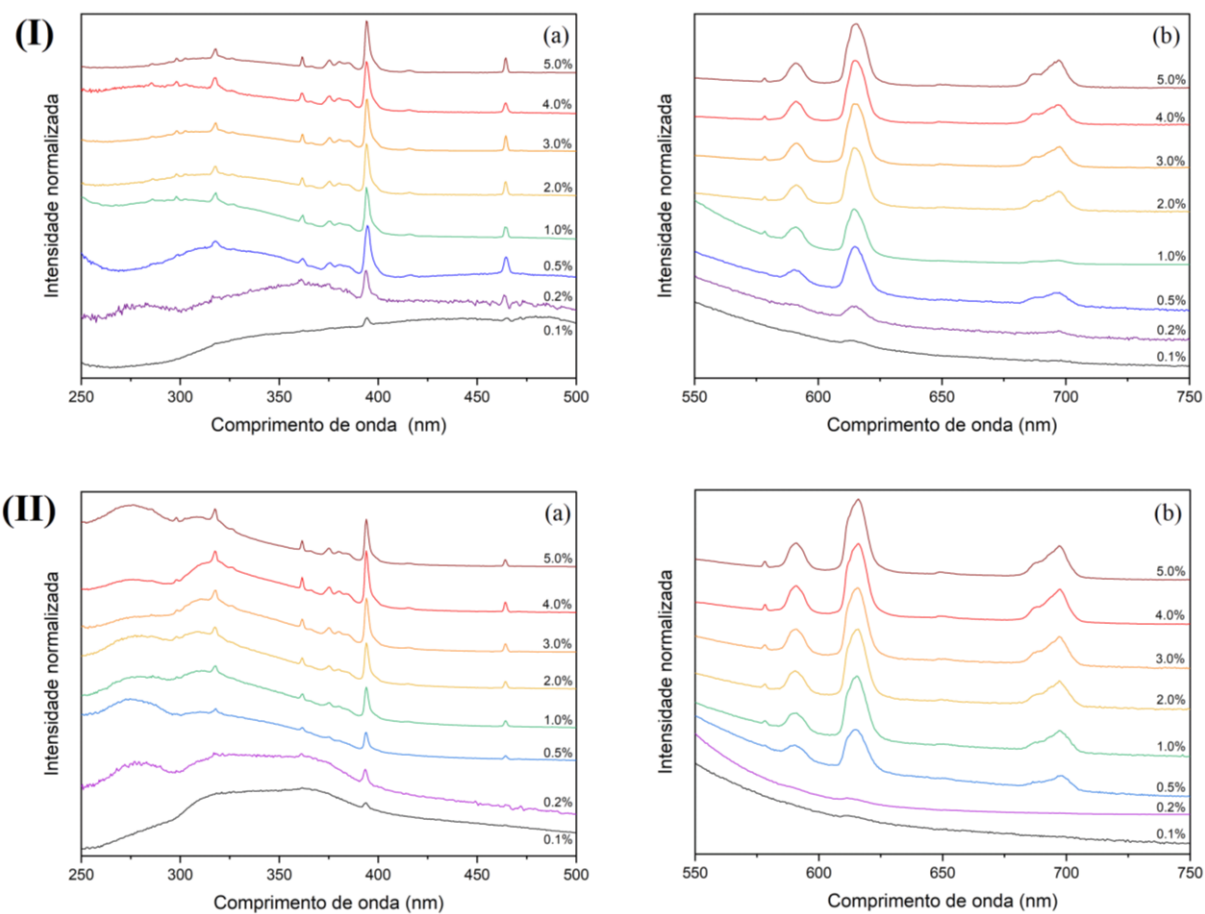 (I)
(a)
5.0%
4.0%
3.0%
2.0%
1.0%
0.5%
0.2%
0.1%
Intensidade normalizada
250 300 350 400 450 500
Comprimento de onda (nm)
(b)
5.0%
4.0%
3.0%
2.0%
1.0%
0.5%
0.2%
0.1%
Intensidade normalizada
550 600 650 700 750
Comprimento de onda (nm)
(II)
(a)
5.0%
4.0%
3.0%
2.0%
1.0%
0.5%
0.2%
0.1%
Intensidade normalizada
250 300 350 400 450 500
Comprimento de onda (nm)
(b)
5.0%
4.0%
3.0%
2.0%
1.0%
0.5%
0.2%
0.1%
Intensidade normalizada
550 600 650 700 750
Comprimento de onda (nm)